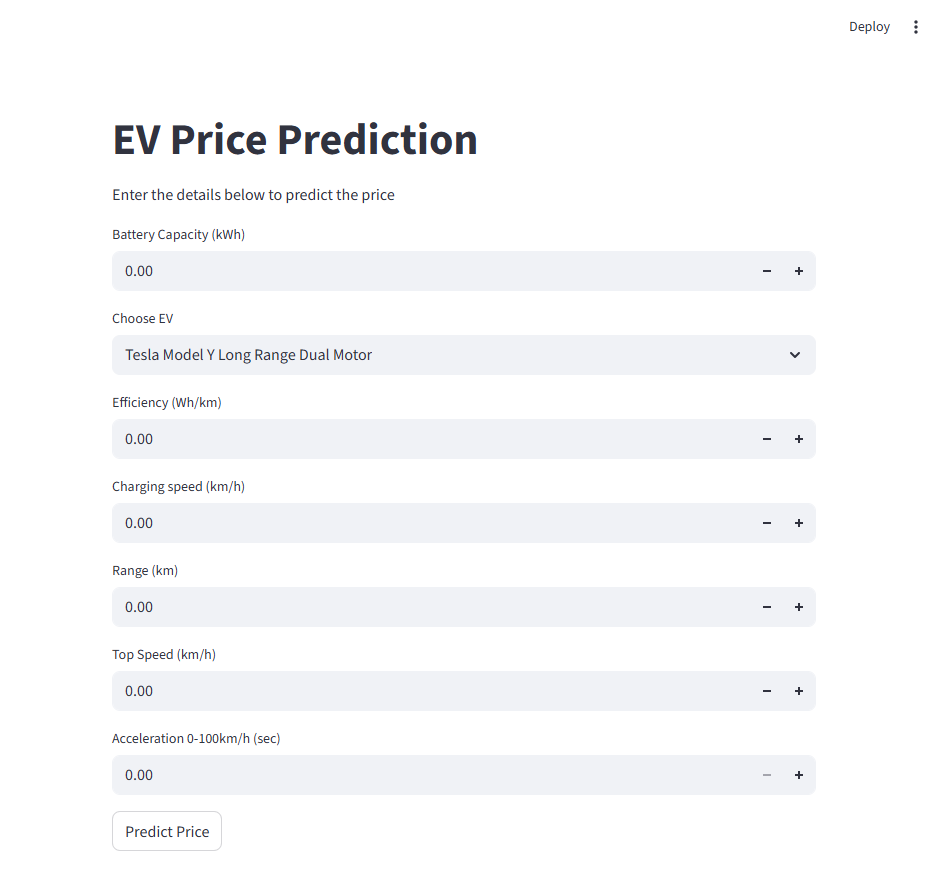 Deploy
EV Price Prediction
Enter the details below to predict the price
Battery Capacity (kWh)
0.00
Choose EV
Tesla Model Y Long Range Dual Motor
Efficiency (Wh/km)
0.00
Charging speed (km/h)
0.00
Range (km)
0.00
Top Speed (km/h)
0.00
Acceleration 0-100km/h (sec)
0.00
Predict Price